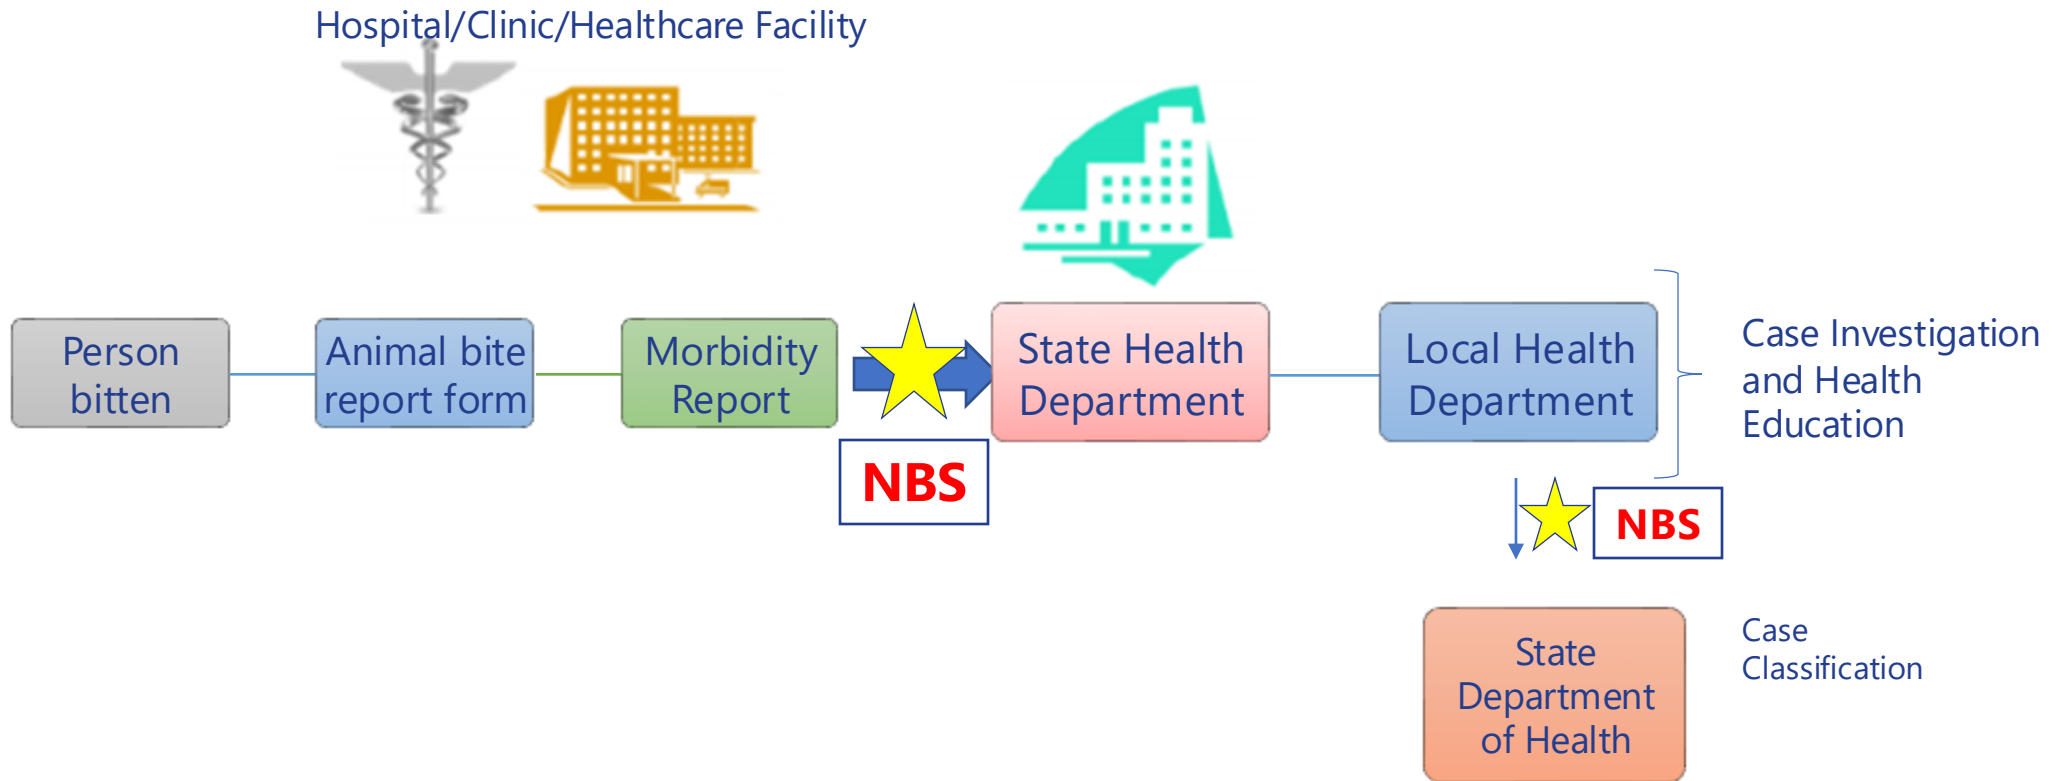 Hospital/Clinic/Healthcare Facility
Person
bitten
Animal bite
report form
Morbidity
Report
NBS
State Health
Department
Local Health
Department
Case Investigation
and Health
Education
NBS
State
Department
of Health
Case
Classification